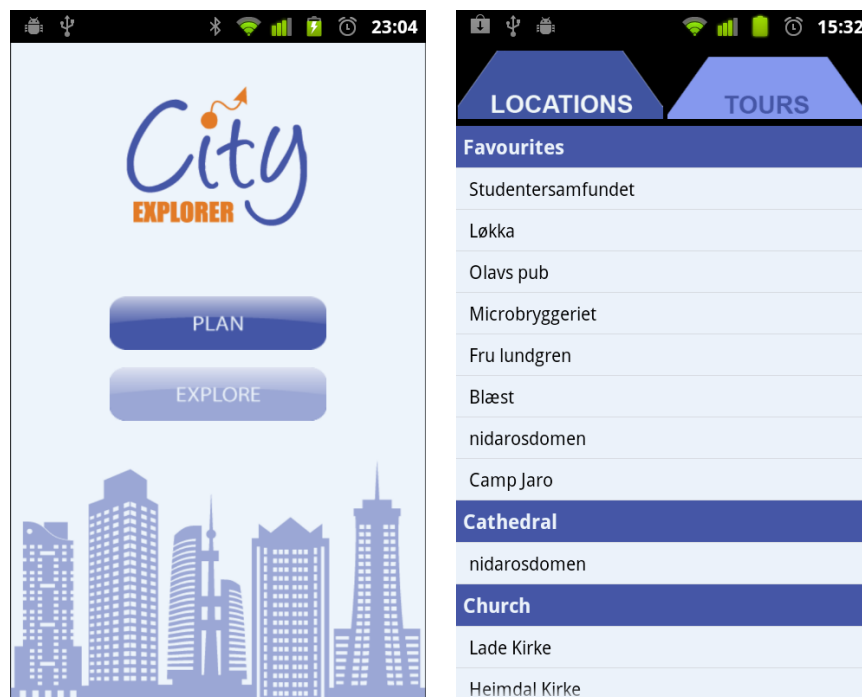 23:04
City
EXPLORER
PLAN
EXPLORE
15:32
LOCATIONS TOURS
Favourites
Studentersamfundet
Løkka
Olavs pub
Microbryggeriet
Fru lundgren
Blæst
nidarosdomen
Camp Jaro
Cathedral
nidarosdomen
Church
Lade Kirke
Heimdal Kirke